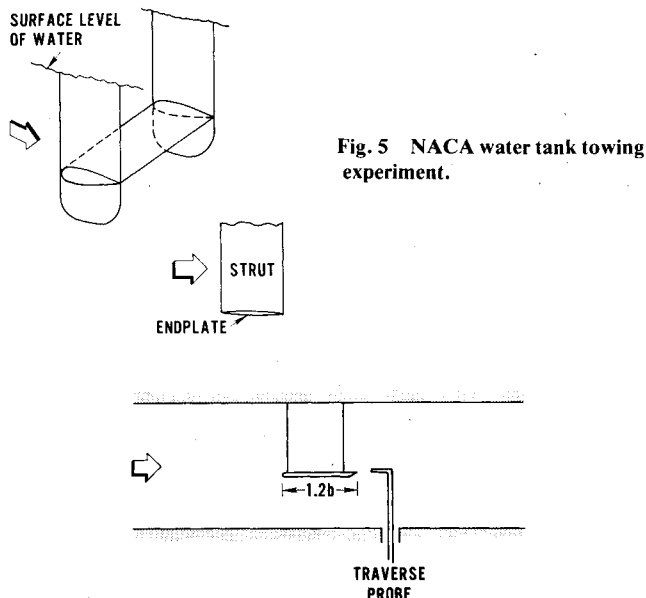 SURFACE LEVEL
OF WATER
Fig. 5 NACA water tank towing
experiment.
STRUT
ENDPLATE
1.2b
TRAVERSE
PROBE